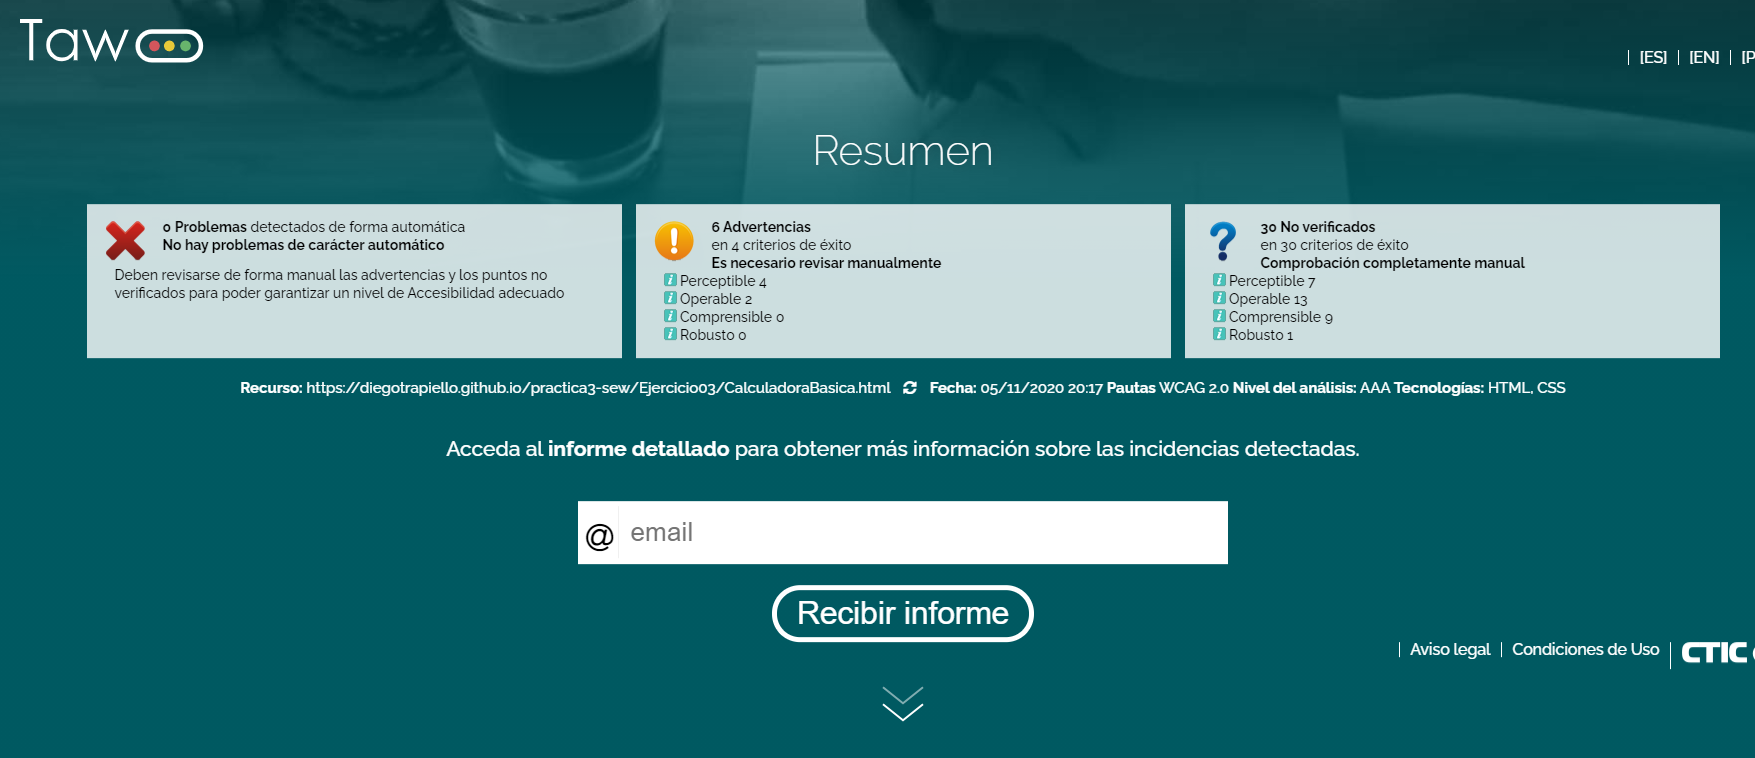 Taw
[ES] [EN]
Resumen
0 Problemas detectados de forma automática
No hay problemas de carácter automático
Deben revisarse de forma manual las advertencias y los puntos no
verificados para poder garantizar un nivel de Accesibilidad adecuado
6 Advertencias
en 4 criterios de éxito
Es necesario revisar manualmente
Perceptible 4
Operable 2
Comprensible 0
Robusto 0
30 No verificados
en 30 criterios de éxito
Comprobación completamente manual
Perceptible 7
Operable 13
Comprensible 9
Robusto 1
Recurso: https://diegotrapiello.github.io/practica3-sew/Ejercicio03/CalculadoraBasica.html Fecha: 05/11/2020 20:17 Pautas WCAG 2.0 Nivel del análisis: AAA Tecnologías: HTML, CSS
Acceda al informe detallado para obtener más información sobre las incidencias detectadas.
@ email
Recibir informe
Aviso legal Condiciones de Uso CTIC